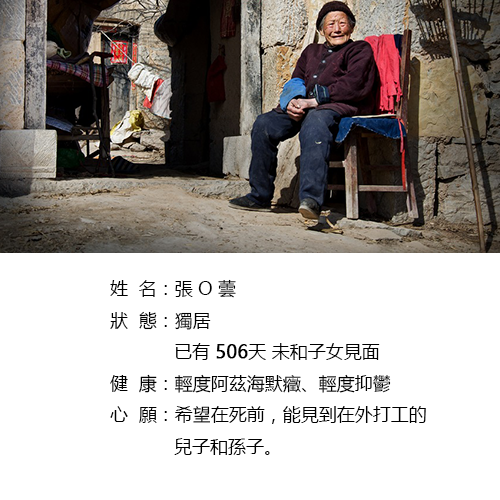 姓 名：張 O 蕓
狀 態：獨居
已有 506天 未和子女見面
健 康：輕度阿茲海默癥、輕度抑鬱
心 願：希望在死前，能見到在外打工的
兒子和孫子。